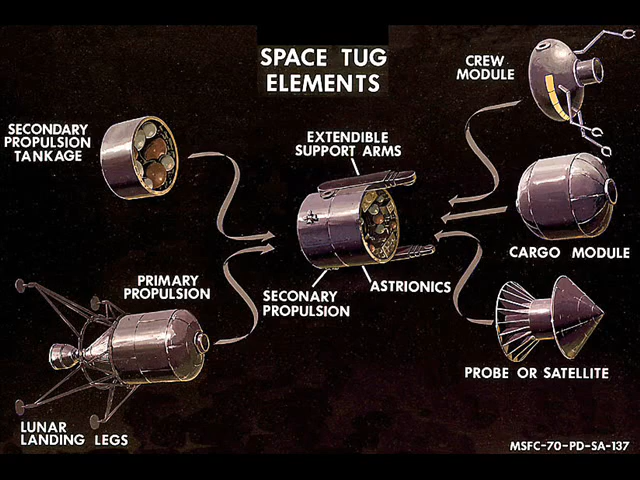 SPACE TUG
ELEMENTS
CREW
MODULE
SECONDARY
PROPULSION
TANKAGE
EXTENDIBLE
SUPPORT ARMS
CARGO MODULE
PRIMARY
PROPULSION
SECONARY
PROPULSION
ASTRIONICS
PROBE OR SATELLITE
LUNAR
LANDING LEGS
MSFC-70-PD-SA-137